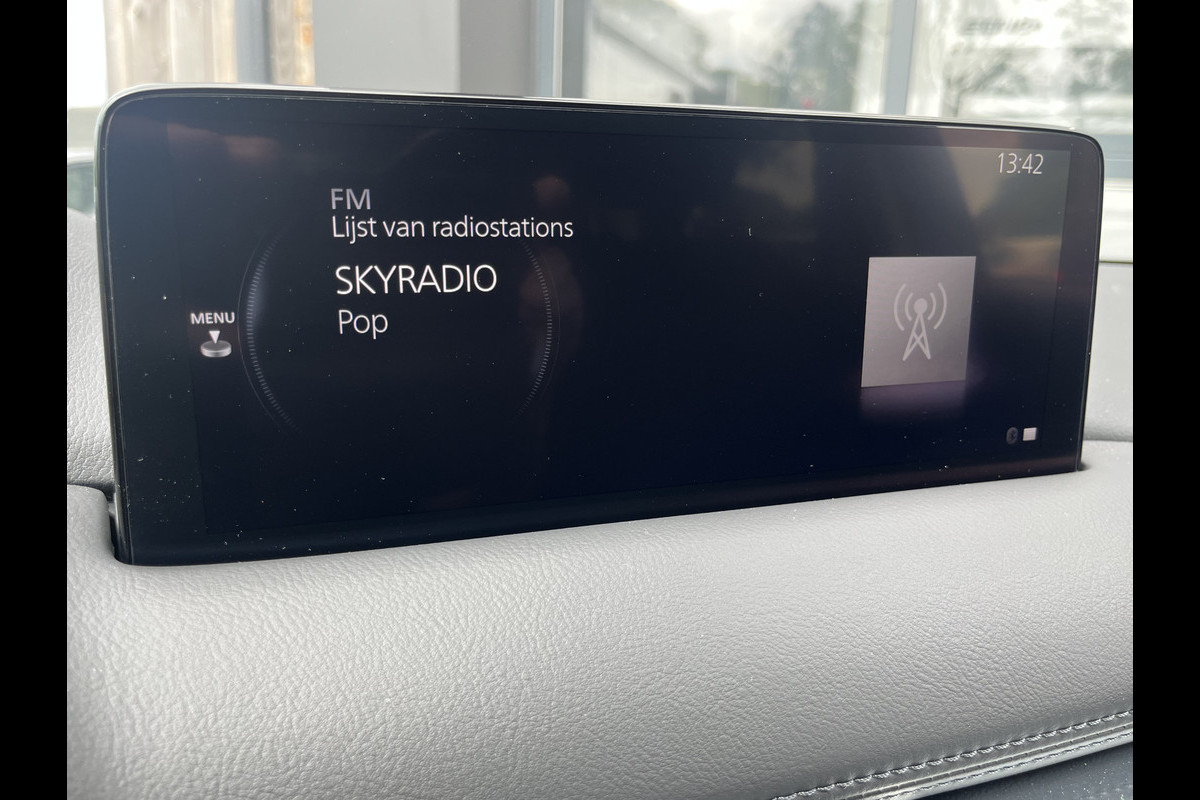 13:42
FM
Lijst van radiostations
SKYRADIO
Pop
MENU